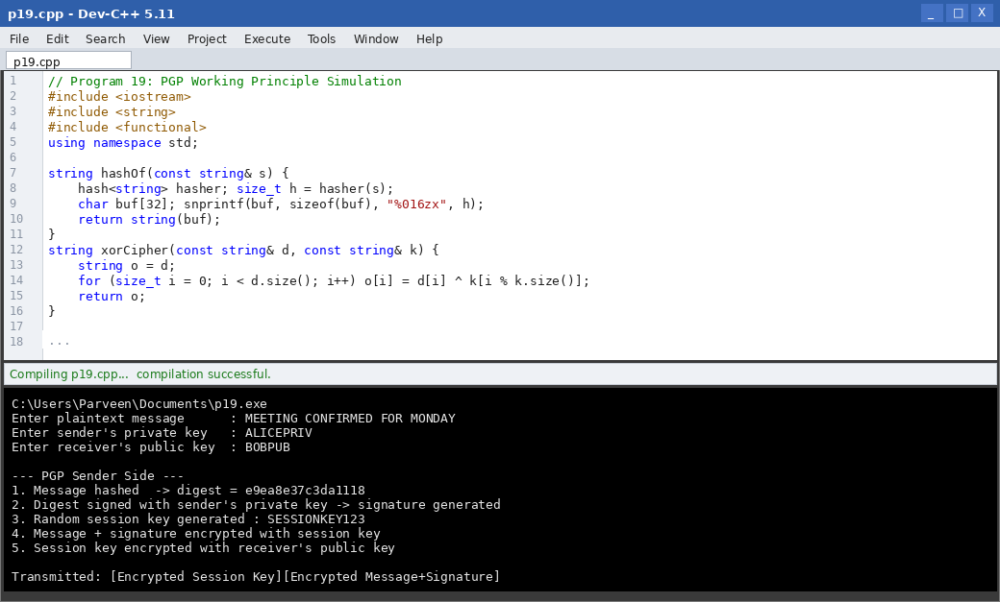 p19.cpp - Dev-C++ 5.11
_ □ X
File Edit Search View Project Execute Tools Window Help
p19.cpp
1 // Program 19: PGP Working Principle Simulation
2 #include <iostream>
3 #include <string>
4 #include <functional>
5 using namespace std;
6
7 string hashOf(const string& s) {
8     hash<string> hasher; size_t h = hasher(s);
9     char buf[32]; snprintf(buf, sizeof(buf), "%016zx", h);
10     return string(buf);
11 }
12 string xorCipher(const string& d, const string& k) {
13     string o = d;
14     for (size_t i = 0; i < d.size(); i++) o[i] = d[i] ^ k[i % k.size()];
15     return o;
16 }
17
18 ...
Compiling p19.cpp...  compilation successful.
C:\Users\Parveen\Documents\p19.exe
Enter plaintext message      : MEETING CONFIRMED FOR MONDAY
Enter sender's private key   : ALICEPRIV
Enter receiver's public key  : BOBPUB
--- PGP Sender Side ---
1. Message hashed  -> digest = e9ea8e37c3da1118
2. Digest signed with sender's private key -> signature generated
3. Random session key generated : SESSIONKEY123
4. Message + signature encrypted with session key
5. Session key encrypted with receiver's public key
Transmitted: [Encrypted Session Key][Encrypted Message+Signature]